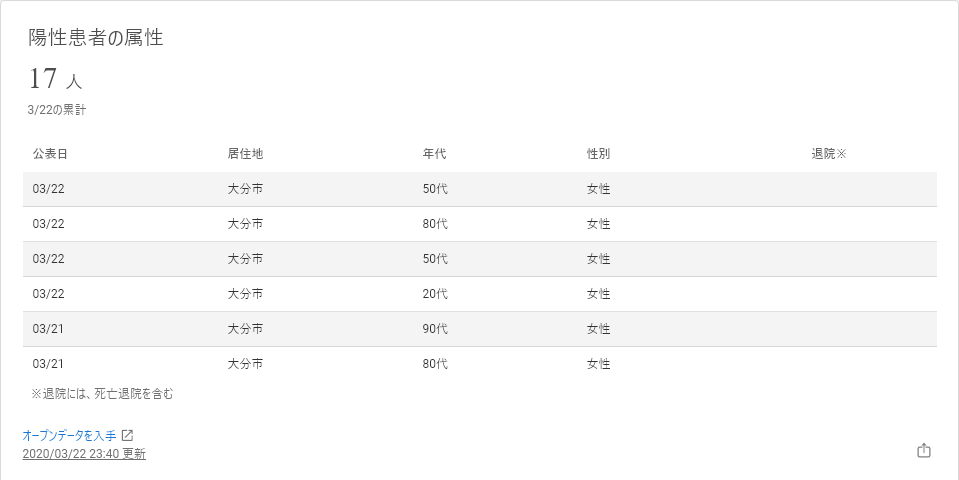 陽性患者の属性
17 人
3/22の累計
公表日 居住地 年代 性別 退院※
03/22 大分市 50代 女性
03/22 大分市 80代 女性
03/22 大分市 50代 女性
03/22 大分市 20代 女性
03/21 大分市 90代 女性
03/21 大分市 80代 女性
※退院には、死亡退院を含む
オープンデータを入手
2020/03/22 23:40 更新